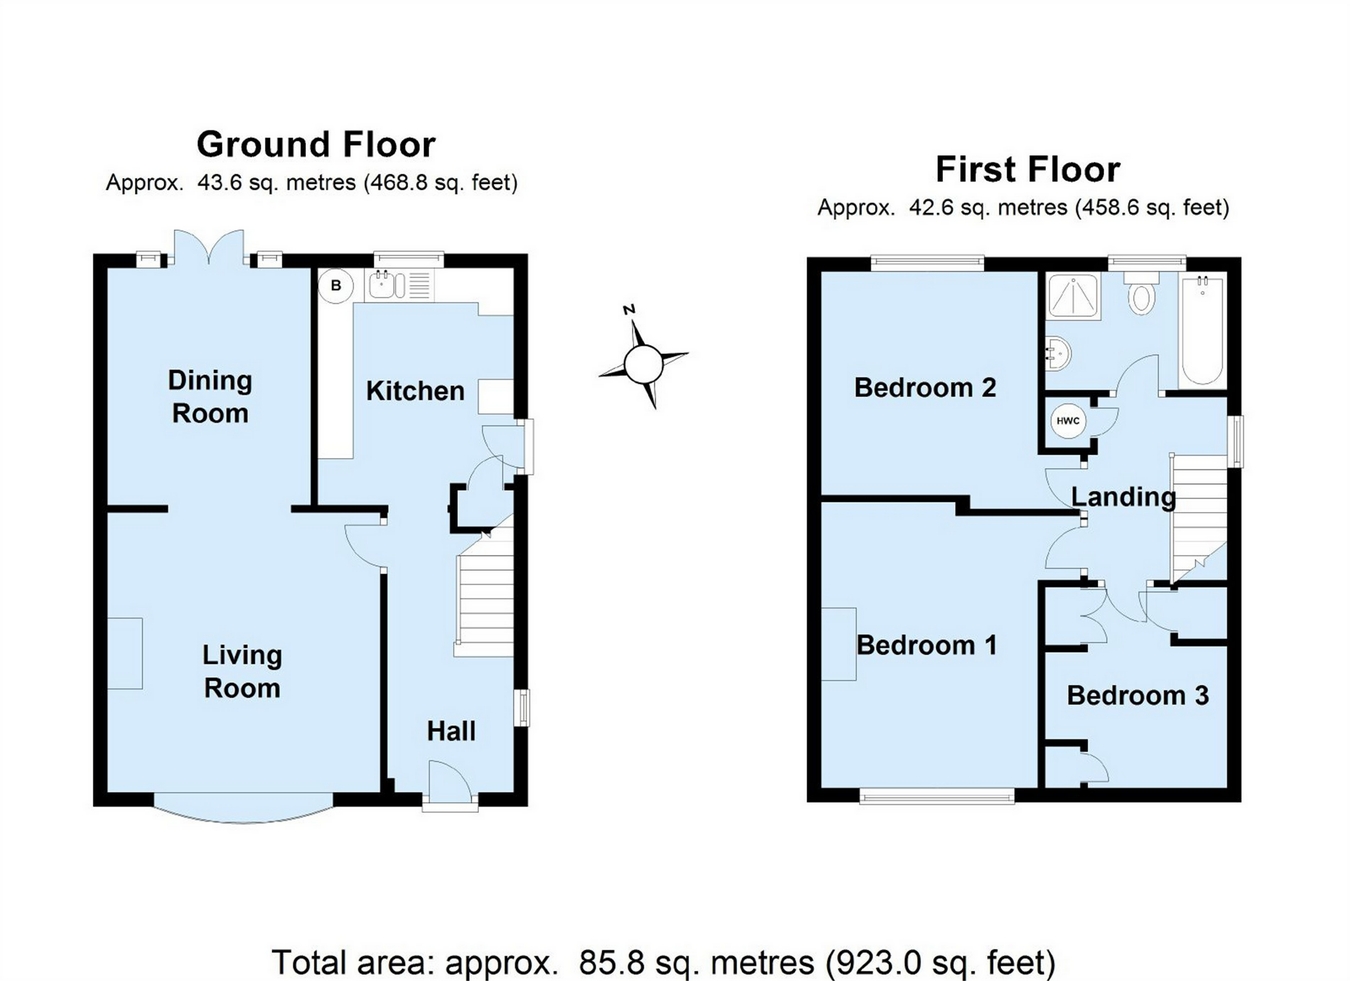 Ground Floor
Approx.  43.6 sq. metres (468.8 sq. feet)
B
Dining
Room
Kitchen
Living
Room
Hall
N
First Floor
Approx.  42.6 sq. metres (458.6 sq. feet)
Bedroom 2
HWC
Landing
Bedroom 1
Bedroom 3
Total area: approx.  85.8 sq. metres (923.0 sq. feet)